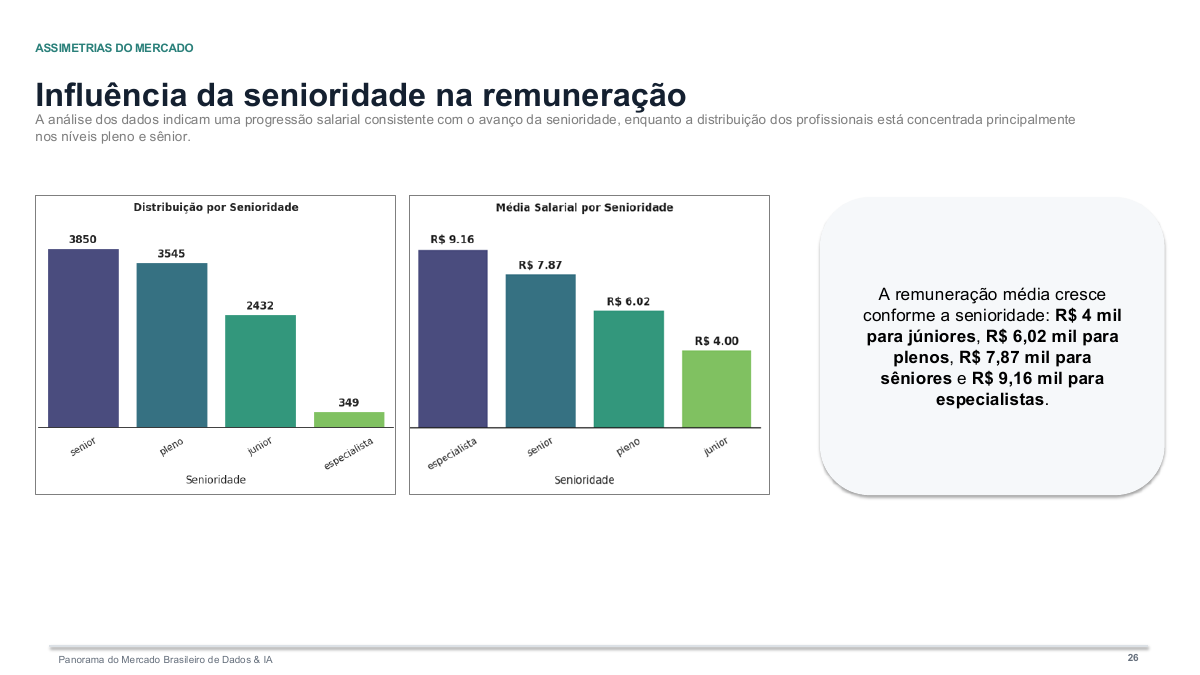 ASSIMETRIAS DO MERCADO
Influência da senioridade na remuneração
A análise dos dados indicam uma progressão salarial consistente com o avanço da senioridade, enquanto a distribuição dos profissionais está concentrada principalmente
nos níveis pleno e sênior.
Distribuição por Senioridade
3850
3545
2432
349
senior
pleno
junior
especialista
Senioridade
Média Salarial por Senioridade
R$ 9.16
R$ 7.87
R$ 6.02
R$ 4.00
especialista
senior
pleno
junior
Senioridade
A remuneração média cresce
conforme a senioridade: R$ 4 mil
para júniores, R$ 6,02 mil para
plenos, R$ 7,87 mil para
sêniores e R$ 9,16 mil para
especialistas.
Panorama do Mercado Brasileiro de Dados & IA
26